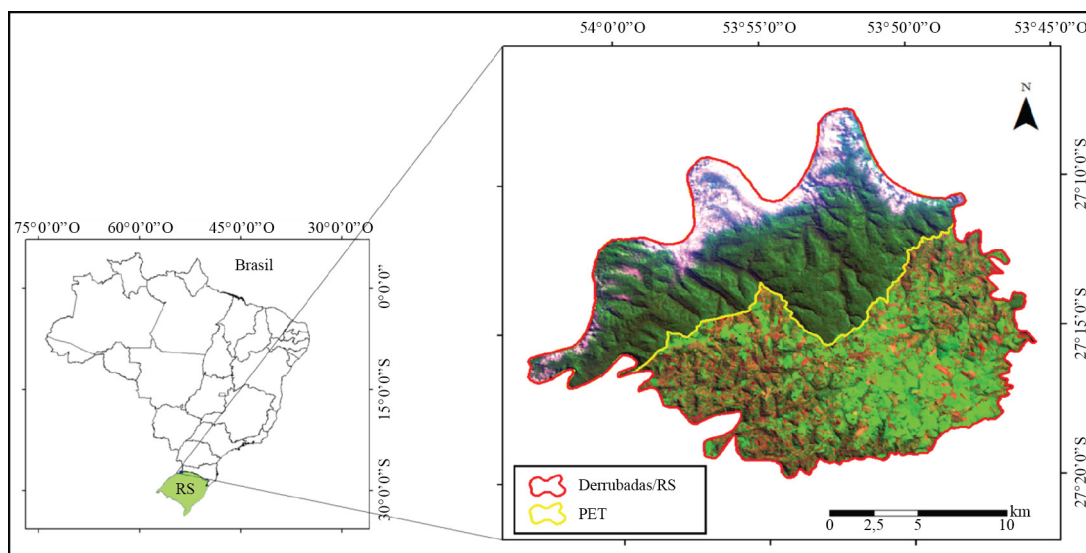 54°0'0”O 53°55'0”O 53°50'0”O 53°45'0”O
N
27°10'0”S
27°15'0”S
27°20'0”S
75°0'0”O 60°0'0”O 45°0'0”O 30°0'0”O
Brasil
0°0'0”
15°0'0”S
30°0'0”S
RS
Derrubadas/RS
PET
km
0 2,5 5 10